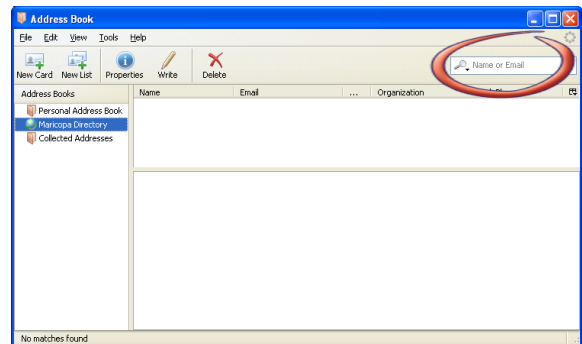 Address Book
File Edit View Tools Help
New Card New List Properties Write Delete
Name or Email
Address Books
Name Email ... Organization
Personal Address Book
Maricopa Directory
Collected Addresses
No matches found